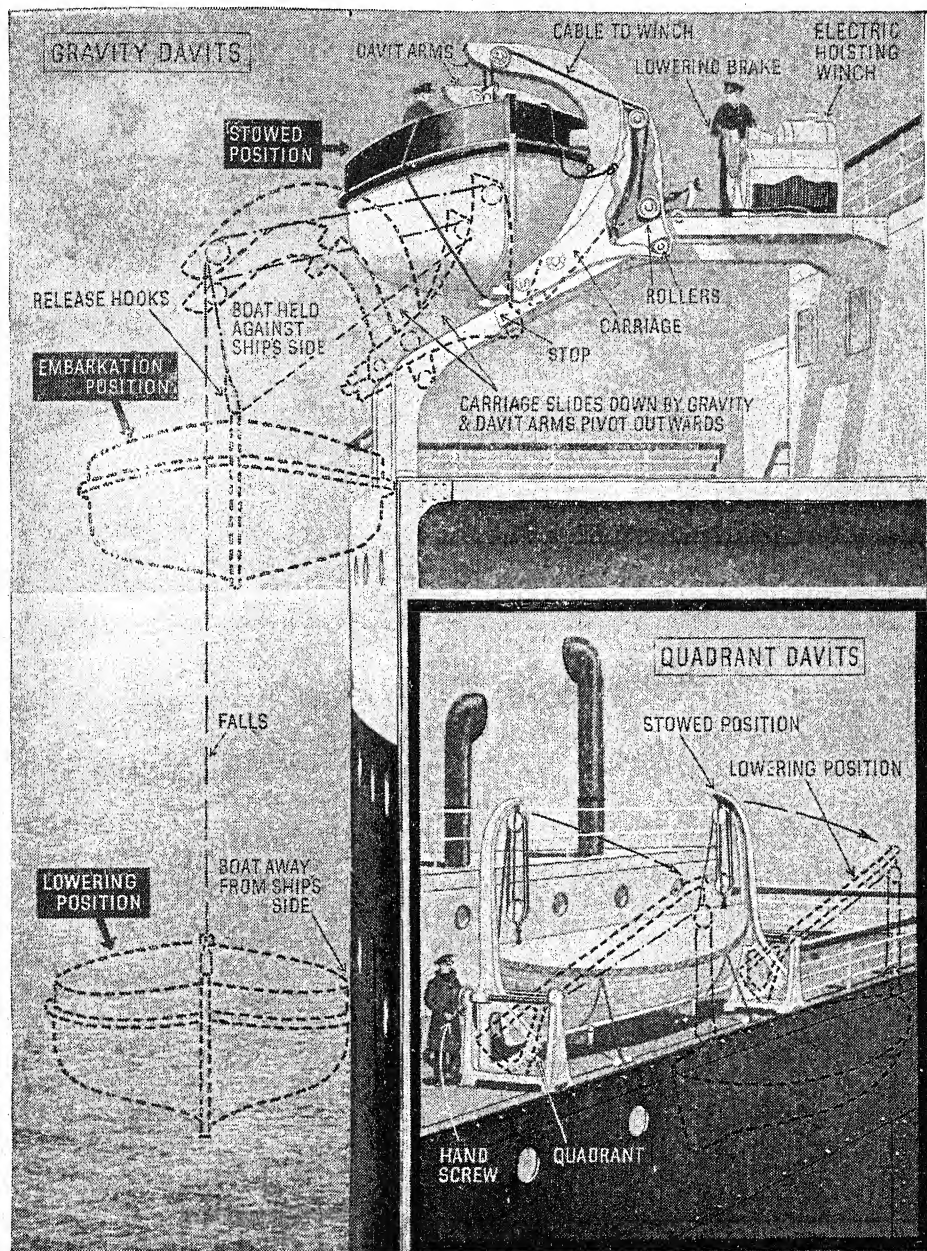 GRAVITY DAVITS
DAVIT ARMS
CABLE TO WINCH
LOWERING BRAKE
ELECTRIC
HOISTING
WINCH
STOWED
POSITION
RELEASE HOOKS
BOAT HELD
AGAINST
SHIPS SIDE
ROLLERS
CARRIAGE
STOP
EMBARKATION
POSITION
CARRIAGE SLIDES DOWN BY GRAVITY
& DAVIT ARMS PIVOT OUTWARDS
FALLS
LOWERING
POSITION
BOAT AWAY
FROM SHIPS
SIDE
QUADRANT DAVITS
STOWED POSITION
LOWERING POSITION
HAND
SCREW
QUADRANT